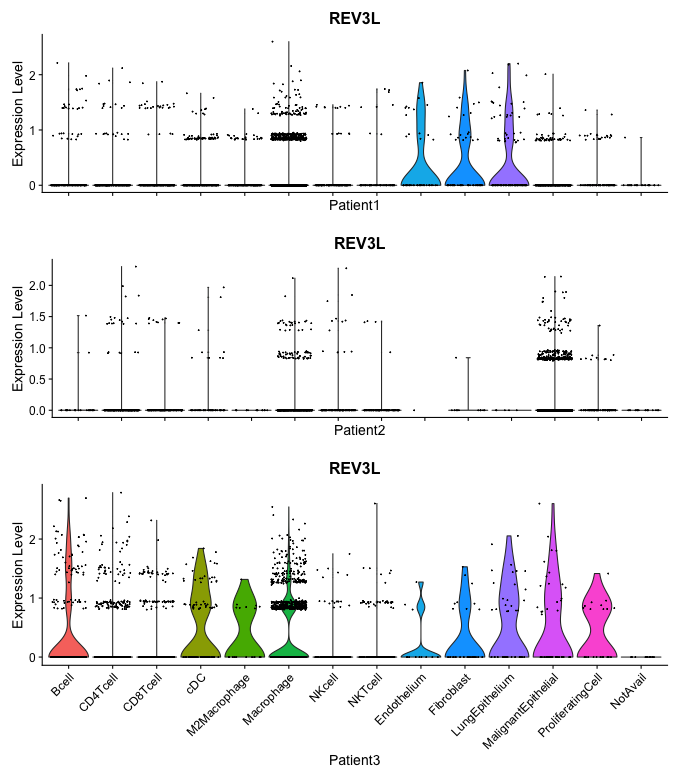 REV3L
Expression Level
2
1
0
Patient1
REV3L
Expression Level
2.0
1.5
1.0
0.5
0.0
Patient2
REV3L
Expression Level
2
1
0
Bcell
CD4Tcell
CD8Tcell
cDC
M2Macrophage
Macrophage
NKcell
NKTcell
Endothelium
Fibroblast
LungEpithelium
MalignantEpithelial
ProliferatingCell
NotAvail
Patient3